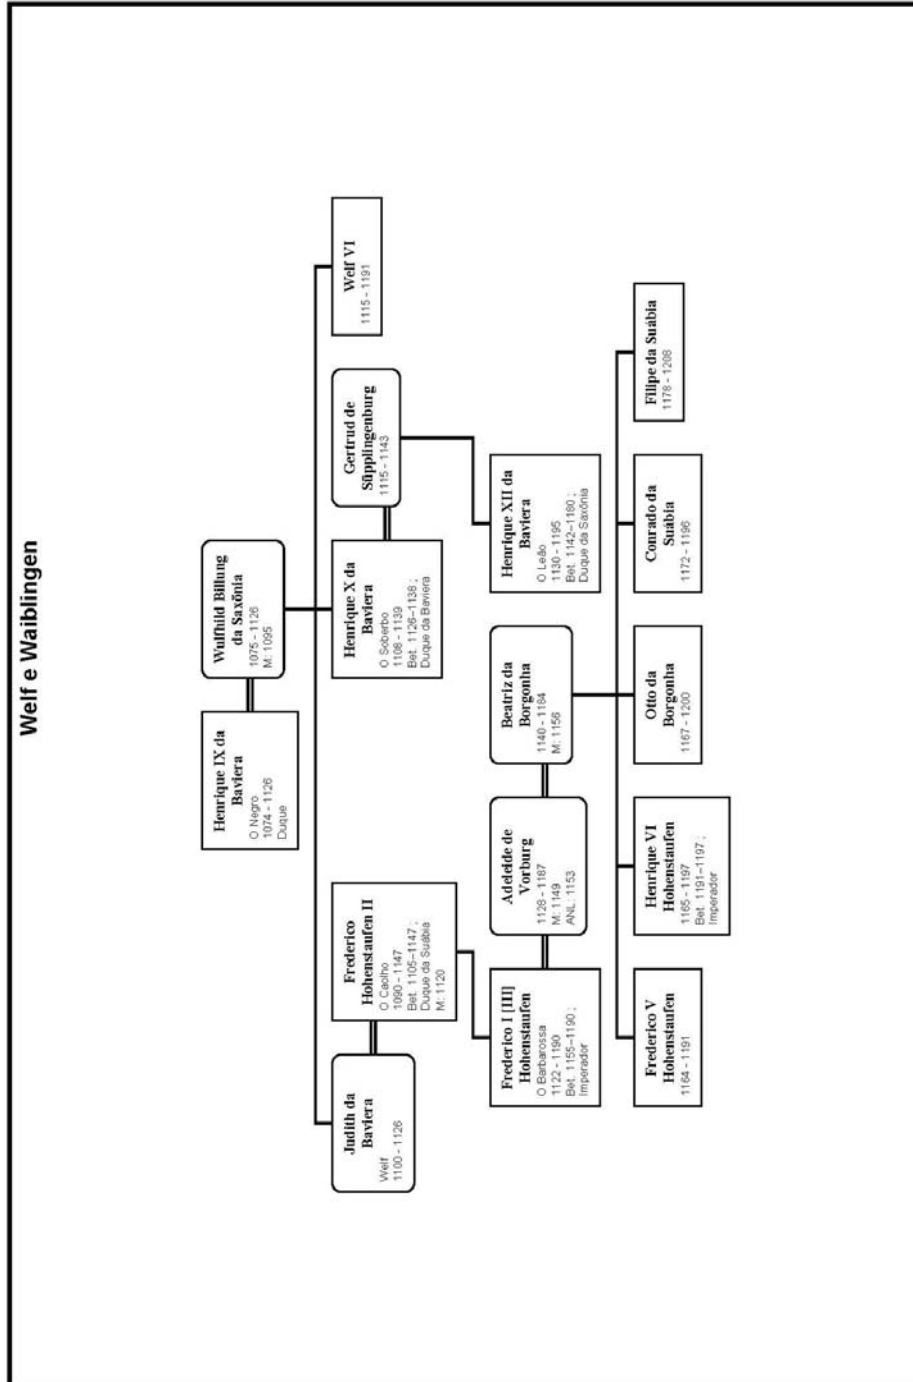 Welf e Waiblingen
Henrique IX da
Baviera
O Negro
1074 - 1126
Duque
Wulfhild Billung
da Saxônia
1075 - 1126
M: 1095
Judith da
Baviera
Welf
1100 - 1126
Frederico
Hohenstaufen II
O Caolho
1090 - 1147
Bet. 1105–1147 ;
Duque da Suábia
M: 1120
Henrique X da
Baviera
O Soberbo
1108 - 1139
Bet. 1126–1138 ;
Duque da Baviera
Gertrud de
Süpplingenburg
1115 - 1143
Welf VI
1115 - 1191
Frederico I [III]
Hohenstaufen
O Barbarossa
1122 - 1190
Bet. 1155–1190 ;
Imperador
Adeleide de
Vorburg
1128 - 1187
M: 1149
ANL: 1153
Beatriz da
Borgonha
1140 - 1184
M: 1156
Henrique XII da
Baviera
O Leão
1130 - 1195
Bet. 1142–1180 ;
Duque da Saxônia
Frederico V
Hohenstaufen
1164 - 1191
Henrique VI
Hohenstaufen
1165 - 1197
Bet. 1191–1197 ;
Imperador
Otto da
Borgonha
1167 - 1200
Conrado da
Suábia
1172 - 1196
Filipe da Suábia
1178 - 1208